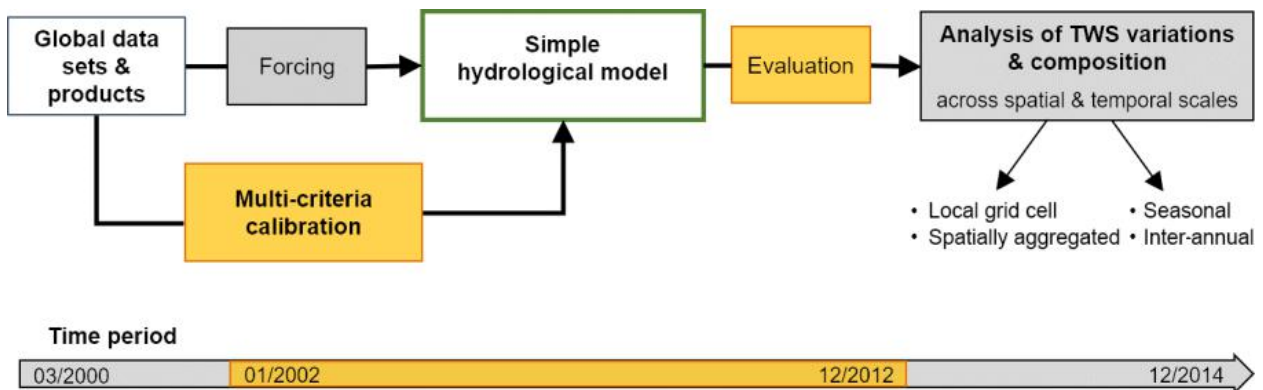 Global data
sets &
products
Forcing
Simple
hydrological model
Evaluation
Analysis of TWS variations
& composition
across spatial & temporal scales
Multi-criteria
calibration
• Local grid cell
• Spatially aggregated
• Seasonal
• Inter-annual
Time period
03/2000
01/2002
12/2012
12/2014